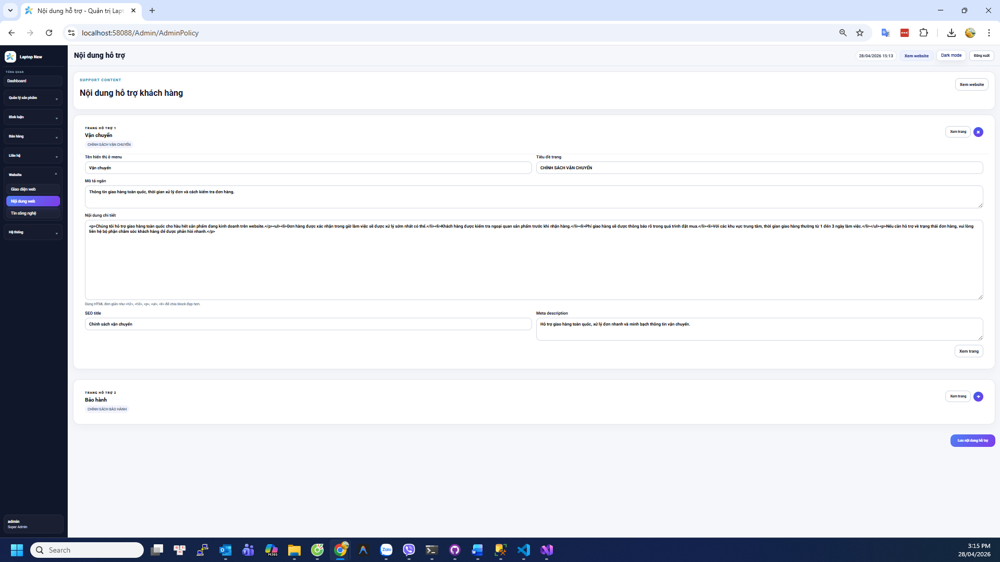 Nội dung hỗ trợ - Quản trị Lapt
localhost:58088/Admin/AdminPolicy
Laptop New
TỔNG QUAN
Dashboard
Quản lý sản phẩm
Bình luận
Bán hàng
Liên hệ
Website
Giao diện web
Nội dung web
Tin công nghệ
Hệ thống
admin
Super Admin
Nội dung hỗ trợ
28/04/2026 15:13
Xem website
Dark mode
Đăng xuất
SUPPORT CONTENT
Nội dung hỗ trợ khách hàng
Xem website
TRANG HỖ TRỢ 1
Vận chuyển
CHÍNH SÁCH VẬN CHUYỂN
Xem trang
Tên hiển thị ở menu
Vận chuyển
Tiêu đề trang
CHÍNH SÁCH VẬN CHUYỂN
Mô tả ngắn
Thông tin giao hàng toàn quốc, thời gian xử lý đơn và cách kiểm tra đơn hàng.
Nội dung chi tiết
<p>Chúng tôi hỗ trợ giao hàng toàn quốc cho hầu hết sản phẩm đang kinh doanh trên website.</p><ul><li>Đơn hàng được xác nhận trong giờ làm việc sẽ được xử lý sớm nhất có thể.</li><li>Khách hàng được kiểm tra ngoại quan sản phẩm trước khi nhận hàng.</li><li>Phí giao hàng sẽ được thông báo rõ trong quá trình đặt mua.</li><li>Với các khu vực trung tâm, thời gian giao hàng thường từ 1 đến 3 ngày làm việc.</li></ul><p>Nếu cần hỗ trợ về trạng thái đơn hàng, vui lòng
liên hệ bộ phận chăm sóc khách hàng để được phản hồi nhanh.</p>
Dùng HTML đơn giản như <h2>, <h3>, <p>, <ul>, <li> để chia block đẹp hơn.
SEO title
Chính sách vận chuyển
Meta description
Hỗ trợ giao hàng toàn quốc, xử lý đơn nhanh và minh bạch thông tin vận chuyển.
Xem trang
TRANG HỖ TRỢ 2
Bảo hành
CHÍNH SÁCH BẢO HÀNH
Xem trang
Lưu nội dung hỗ trợ
Search
M365
Zalo
3:15 PM
28/04/2026